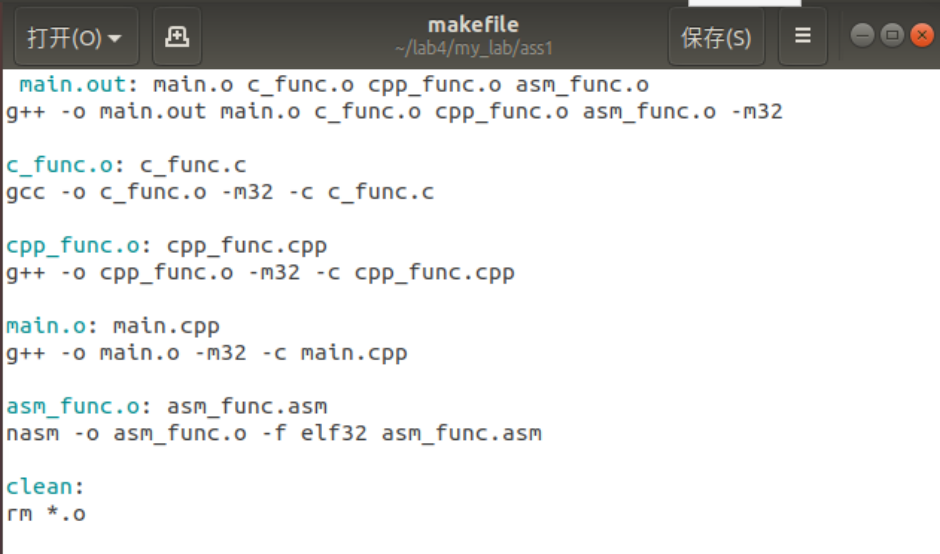 打开(O)
makefile
~/lab4/my_lab/ass1
保存(S)
main.out: main.o c_func.o cpp_func.o asm_func.o
g++ -o main.out main.o c_func.o cpp_func.o asm_func.o -m32
c_func.o: c_func.c
gcc -o c_func.o -m32 -c c_func.c
cpp_func.o: cpp_func.cpp
g++ -o cpp_func.o -m32 -c cpp_func.cpp
main.o: main.cpp
g++ -o main.o -m32 -c main.cpp
asm_func.o: asm_func.asm
nasm -o asm_func.o -f elf32 asm_func.asm
clean:
rm *.o